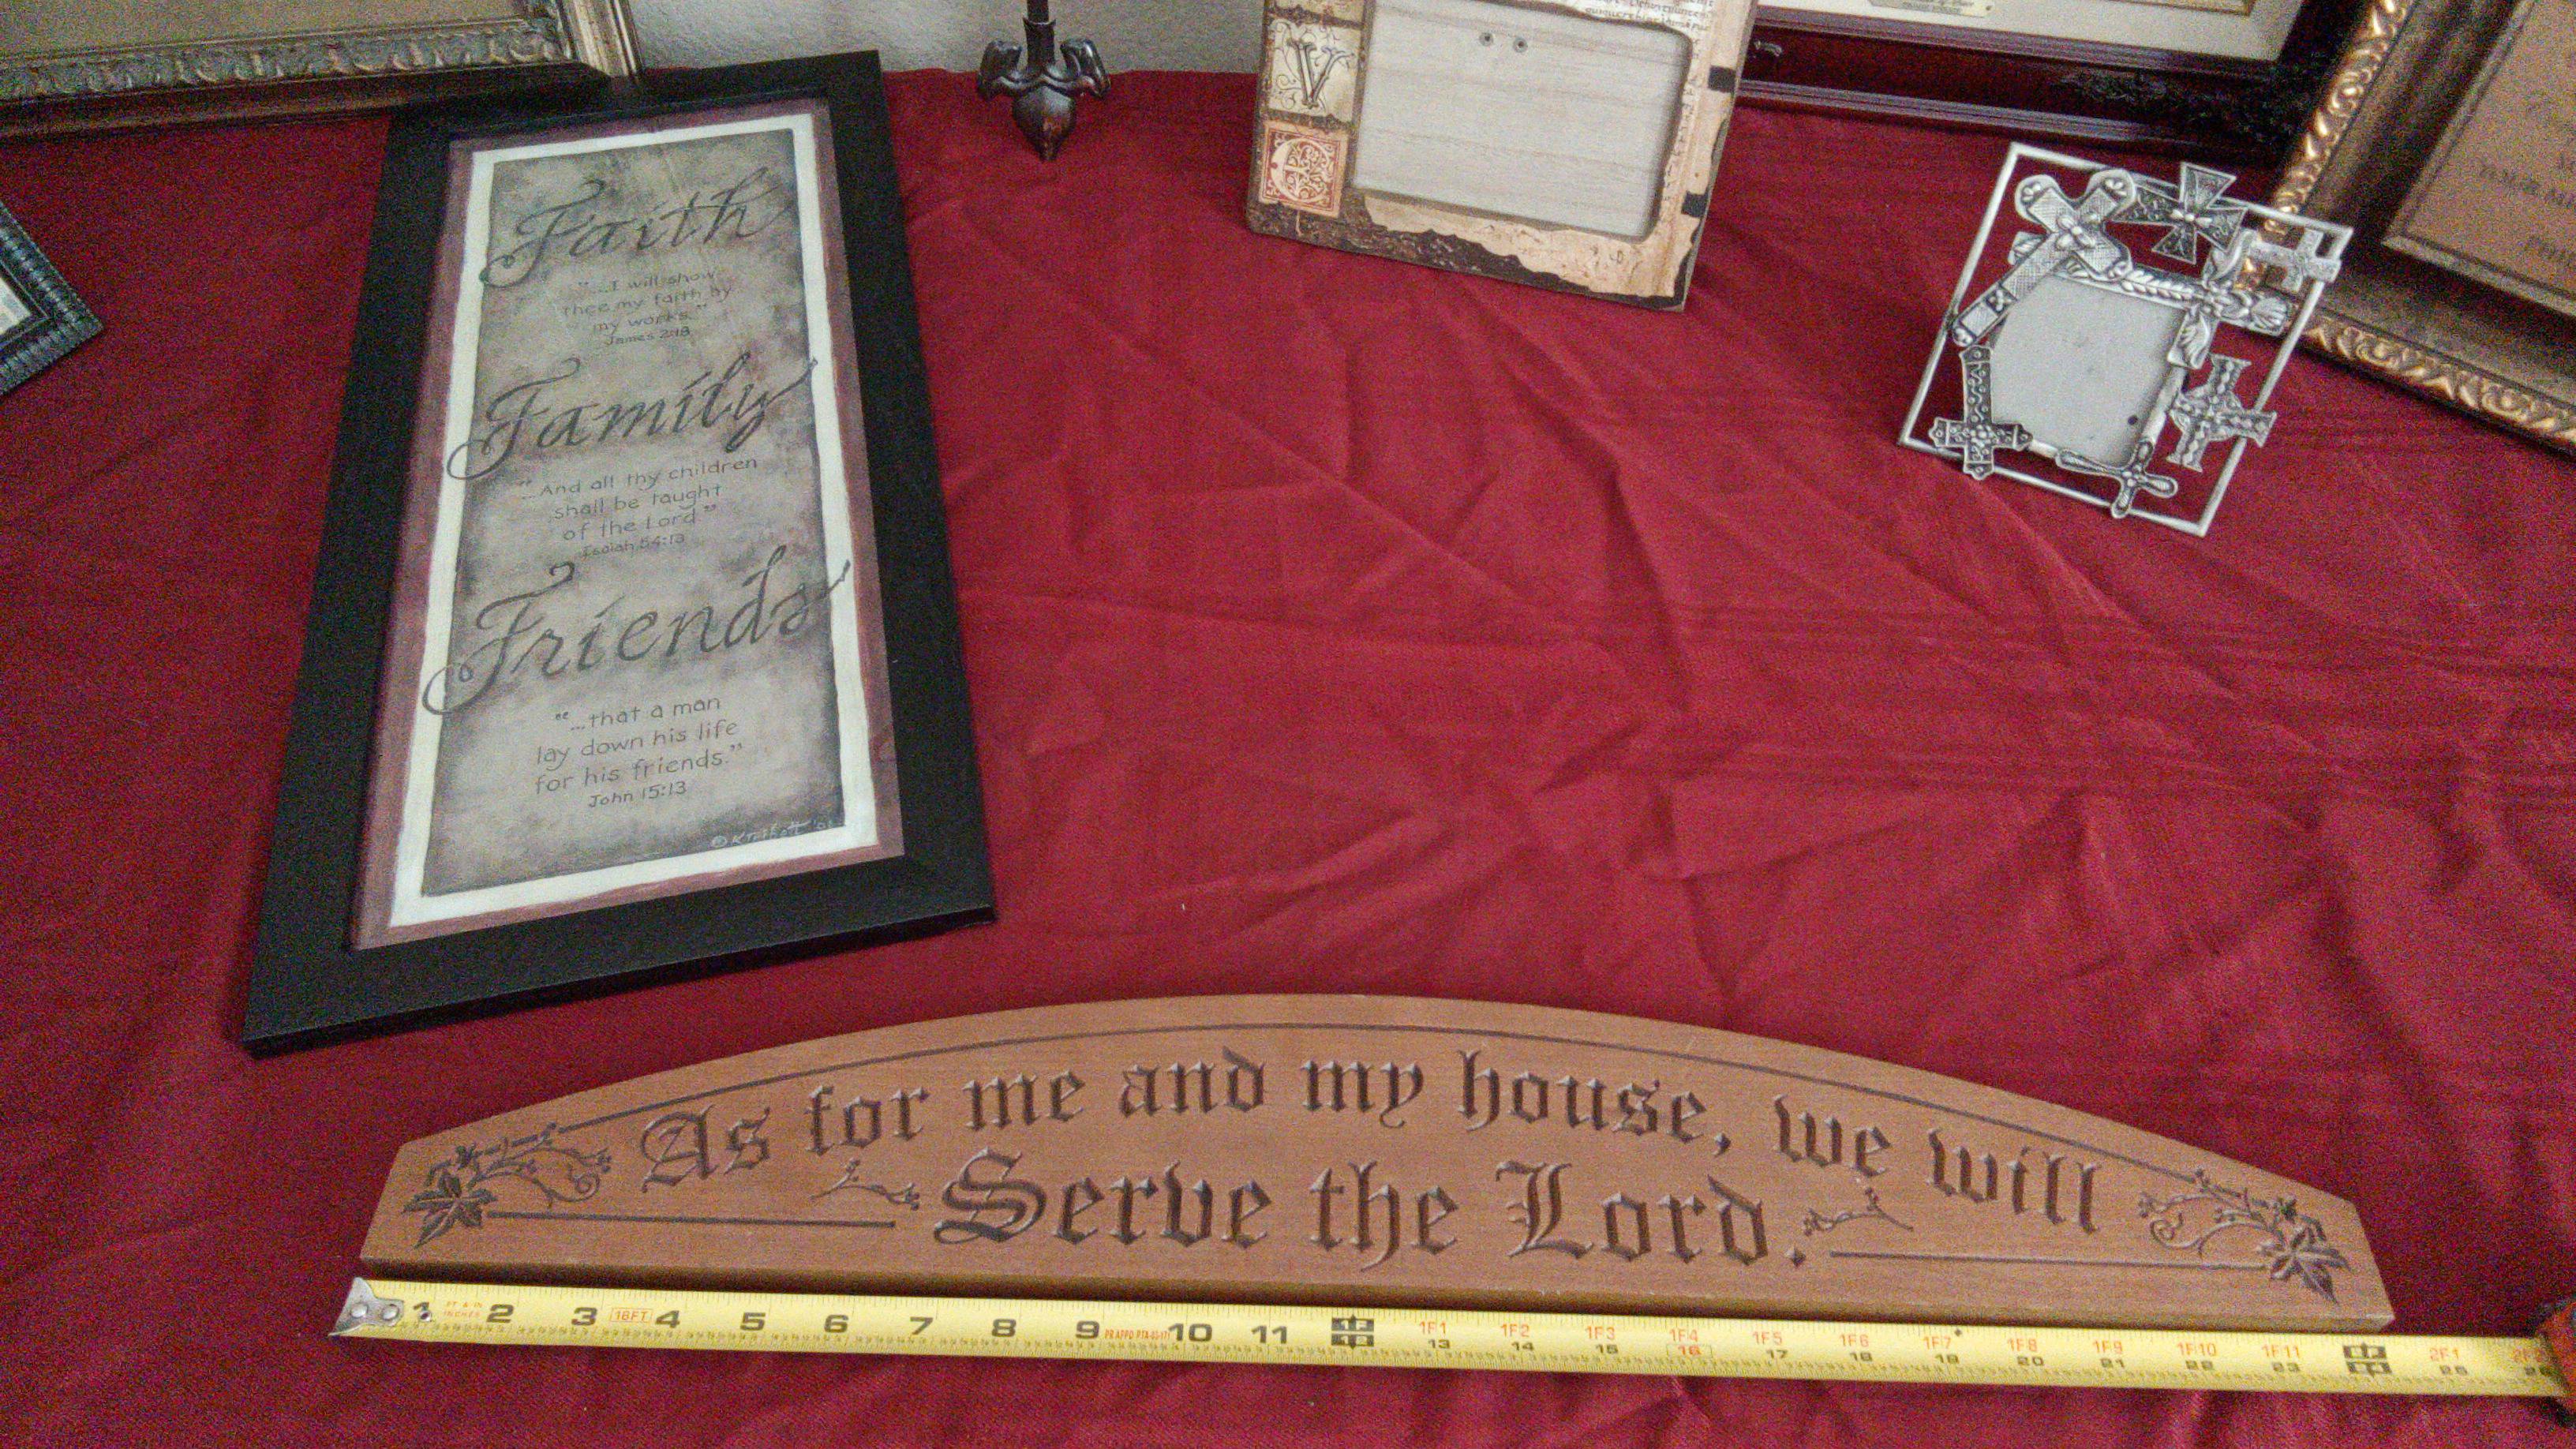 Faith
"...I will show
thee my faith by
my works."
James 2:18
Family
"...And all thy children
shall be taught
of the Lord"
Isaiah 54:13
Friends
"...that a man
lay down his life
for his friends."
John 15:13
V
As for me and my house, we will
Serve the Lord.
1 2 3 16FT 4 5 6 7 8 9 10 11 1F 1F1 1F2 1F3 1F4 1F5 1F6 1F7 1F8 1F9 1F10 1F11 2F 2F1
12 13 14 15 16 17 18 19 20 21 22 23 24 25